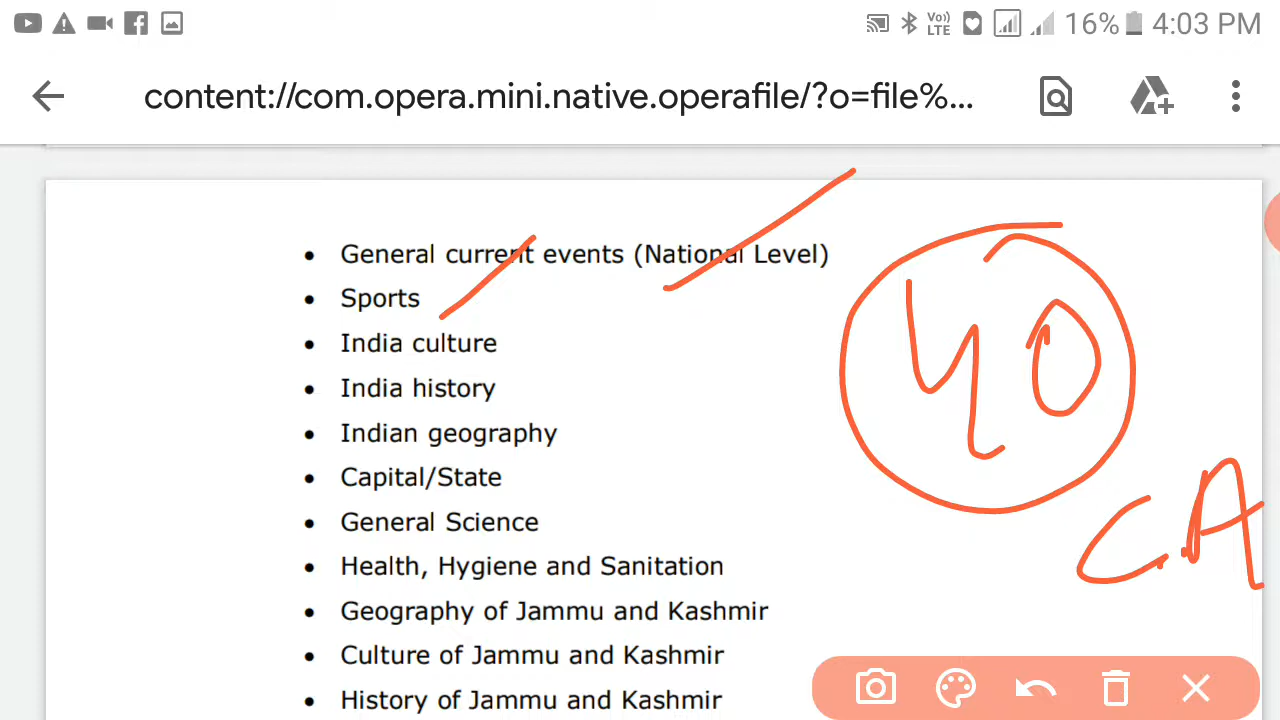 Vo) LTE 16% 4:03 PM
content://com.opera.mini.native.operafile/?o=file%...
• General current events (National Level)
• Sports
• India culture
• India history
• Indian geography
• Capital/State
• General Science
• Health, Hygiene and Sanitation
• Geography of Jammu and Kashmir
• Culture of Jammu and Kashmir
• History of Jammu and Kashmir
40
C.A